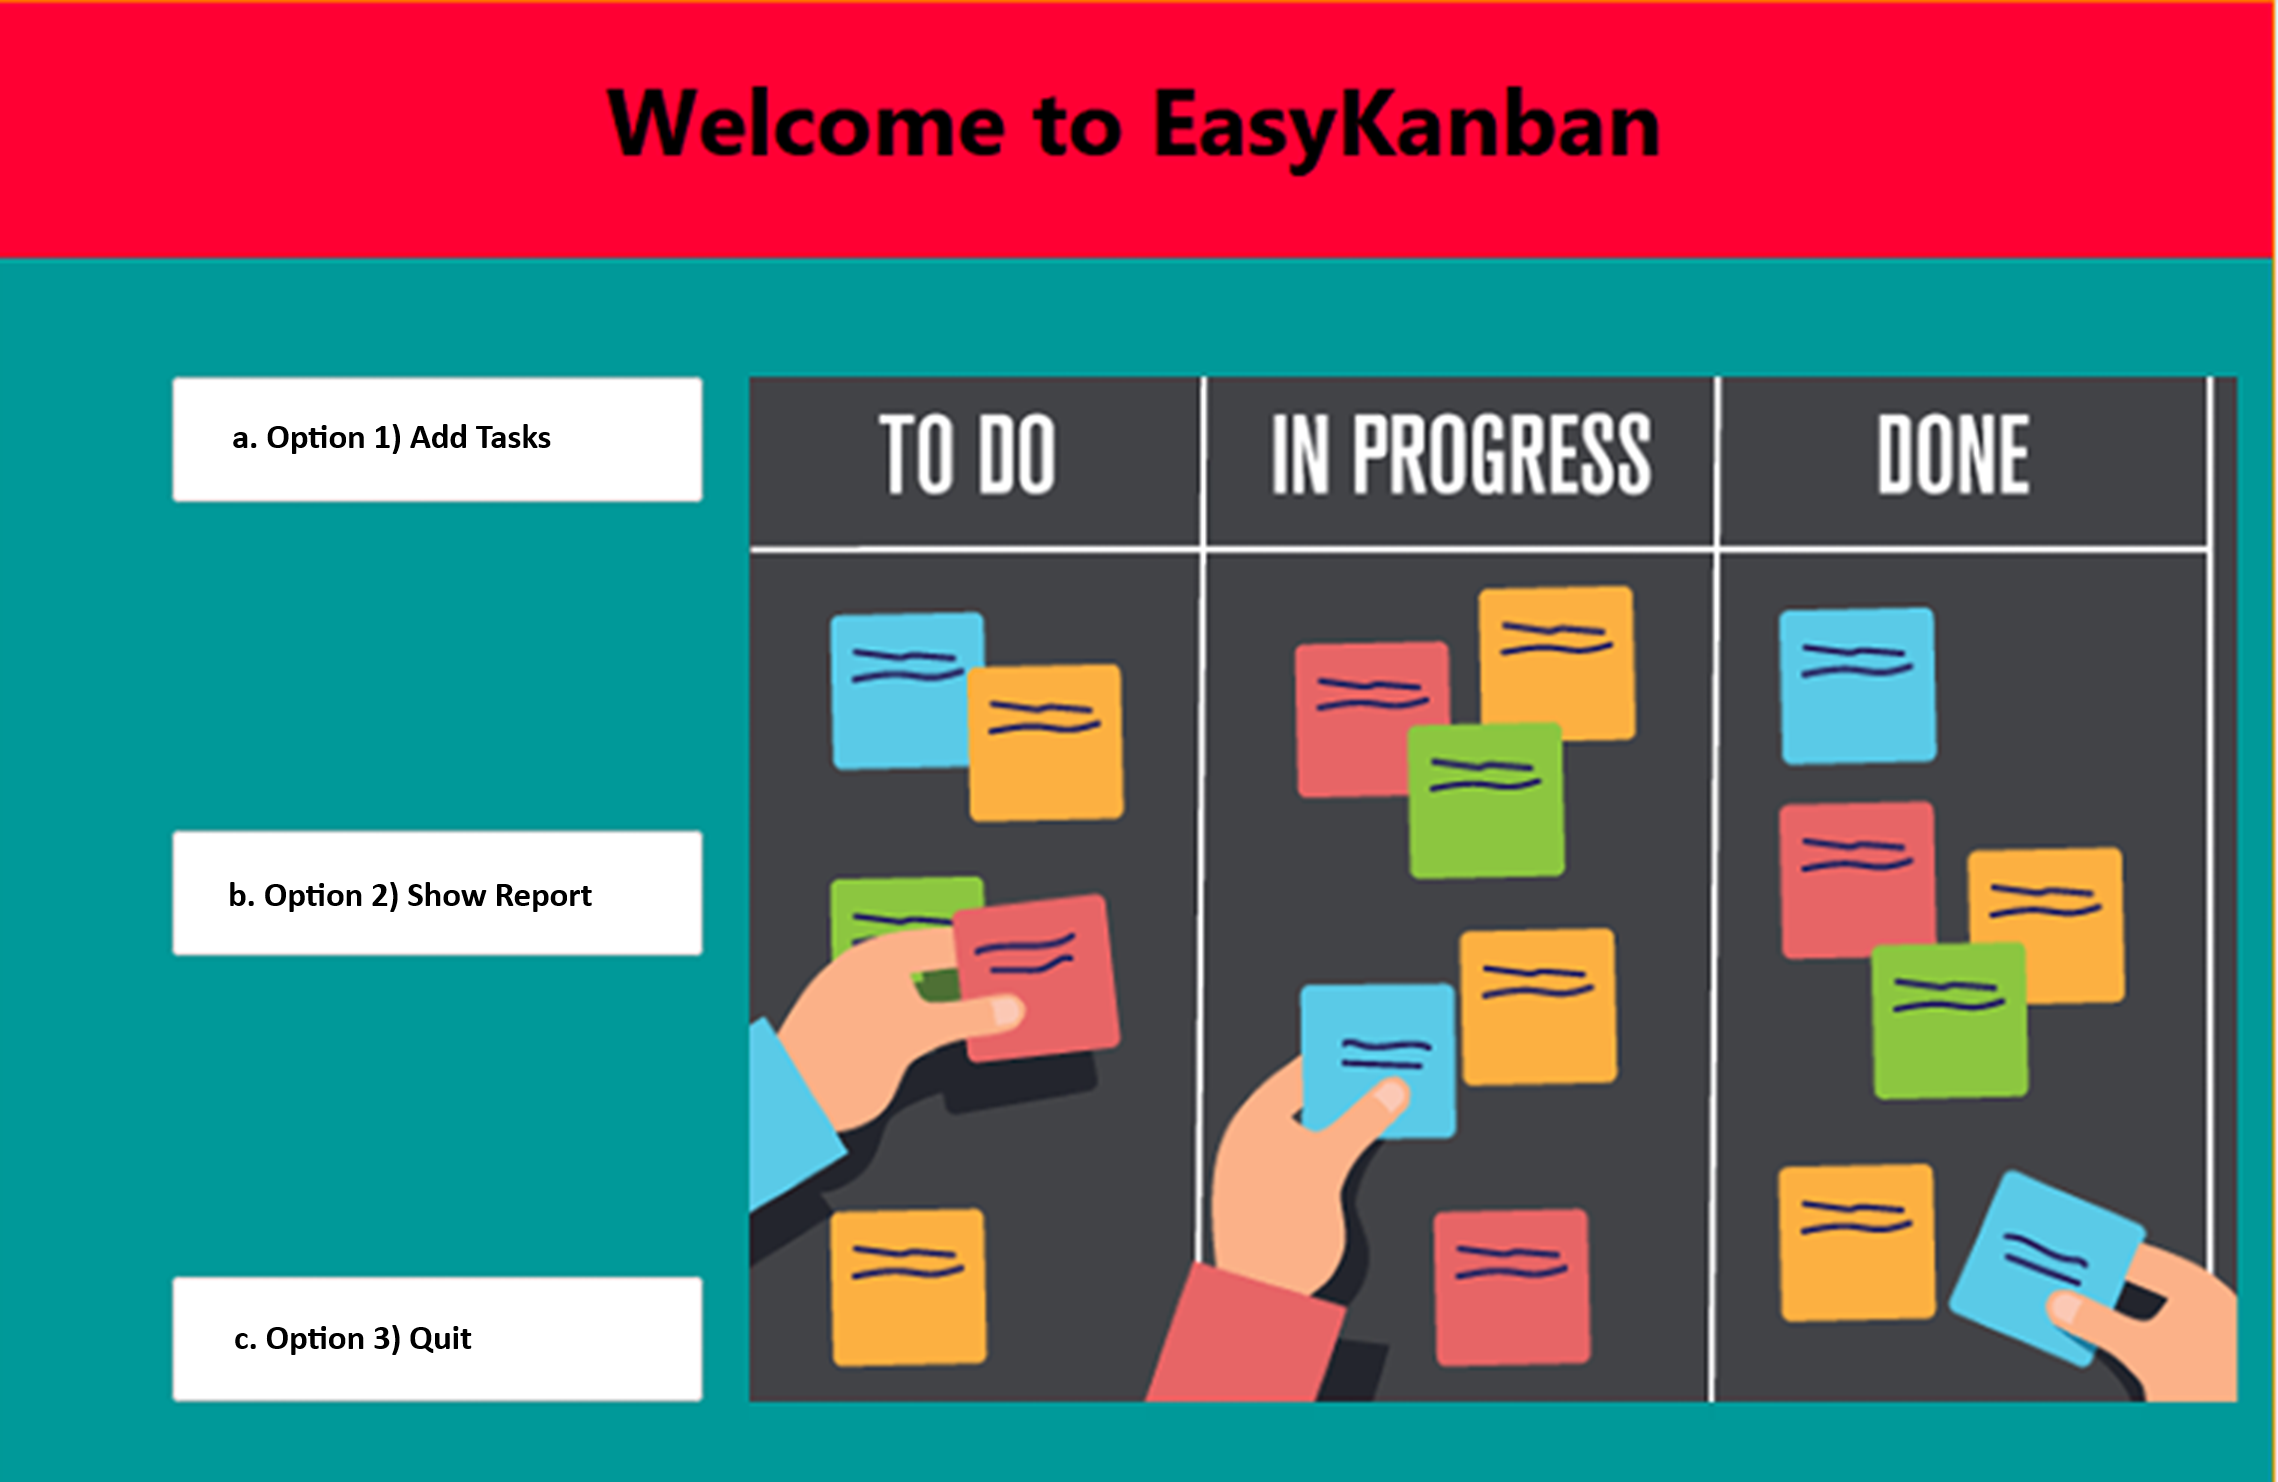 Welcome to EasyKanban
a. Option 1) Add Tasks
b. Option 2) Show Report
c. Option 3) Quit
TO DO
IN PROGRESS
DONE